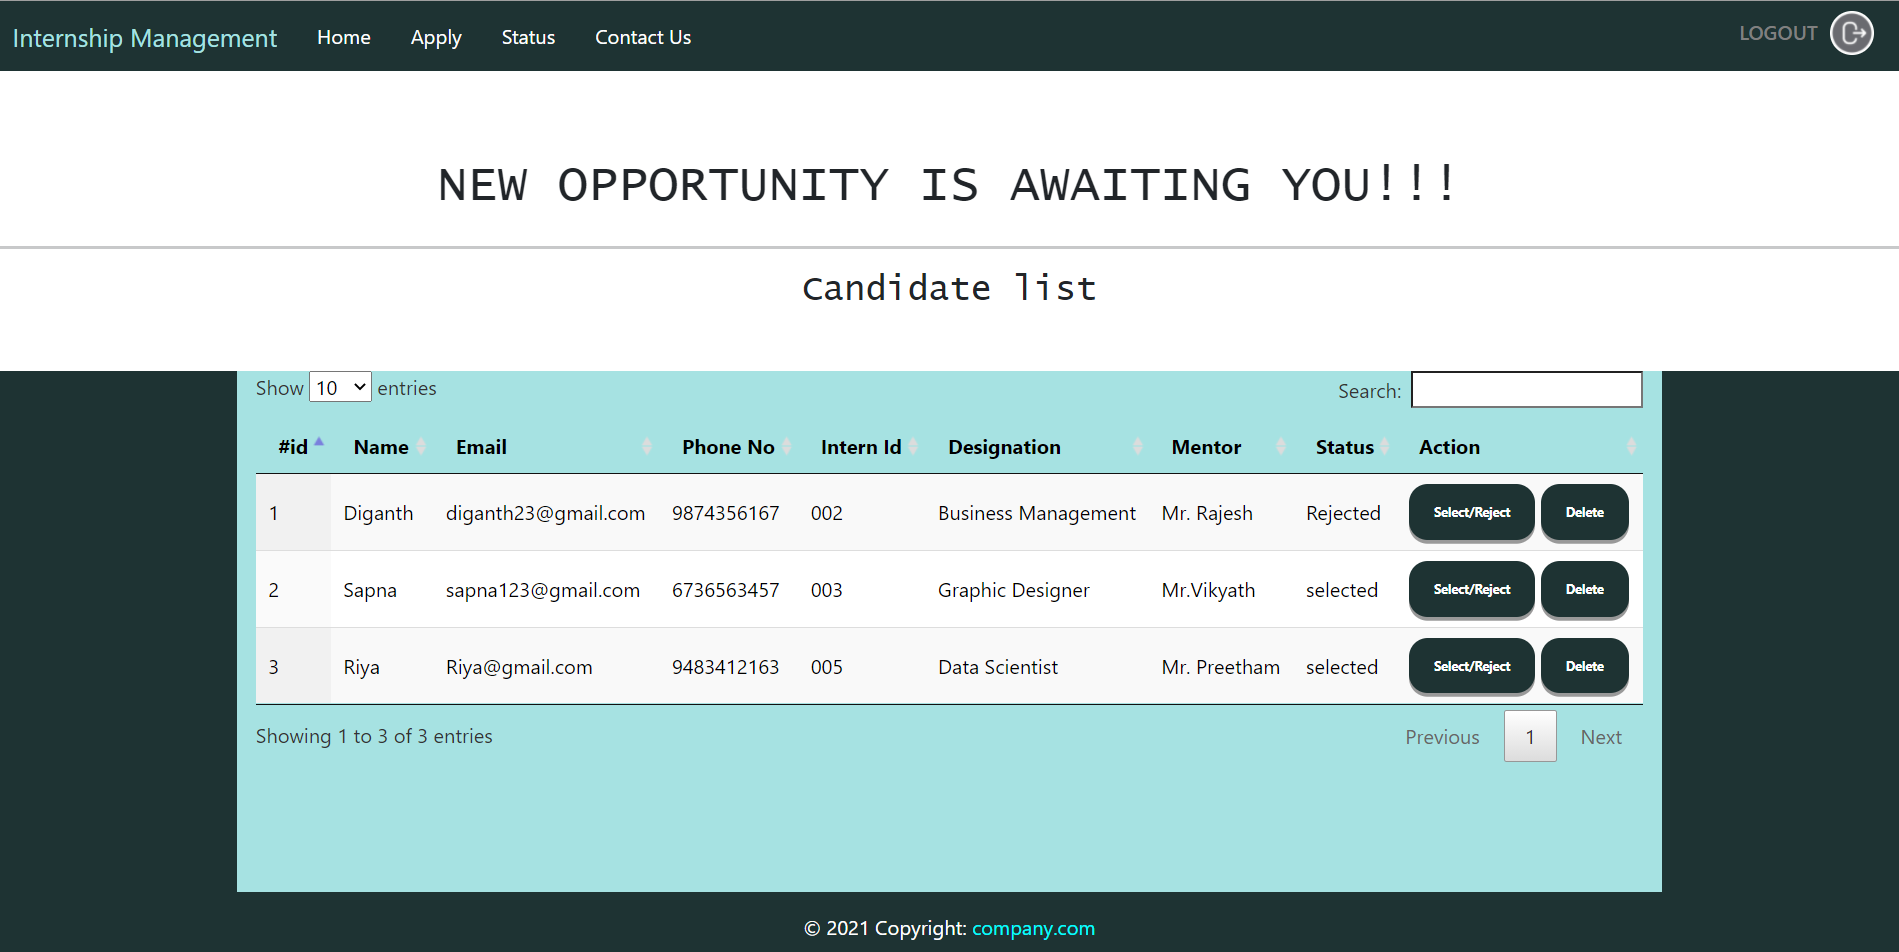 Internship Management Home Apply Status Contact Us LOGOUT
NEW OPPORTUNITY IS AWAITING YOU!!!
Candidate list
Show 10 entries Search:
#id Name Email Phone No Intern Id Designation Mentor Status Action
1 Diganth diganth23@gmail.com 9874356167 002 Business Management Mr. Rajesh Rejected Select/Reject Delete
2 Sapna sapna123@gmail.com 6736563457 003 Graphic Designer Mr.Vikyath selected Select/Reject Delete
3 Riya Riya@gmail.com 9483412163 005 Data Scientist Mr. Preetham selected Select/Reject Delete
Showing 1 to 3 of 3 entries Previous 1 Next
© 2021 Copyright: company.com